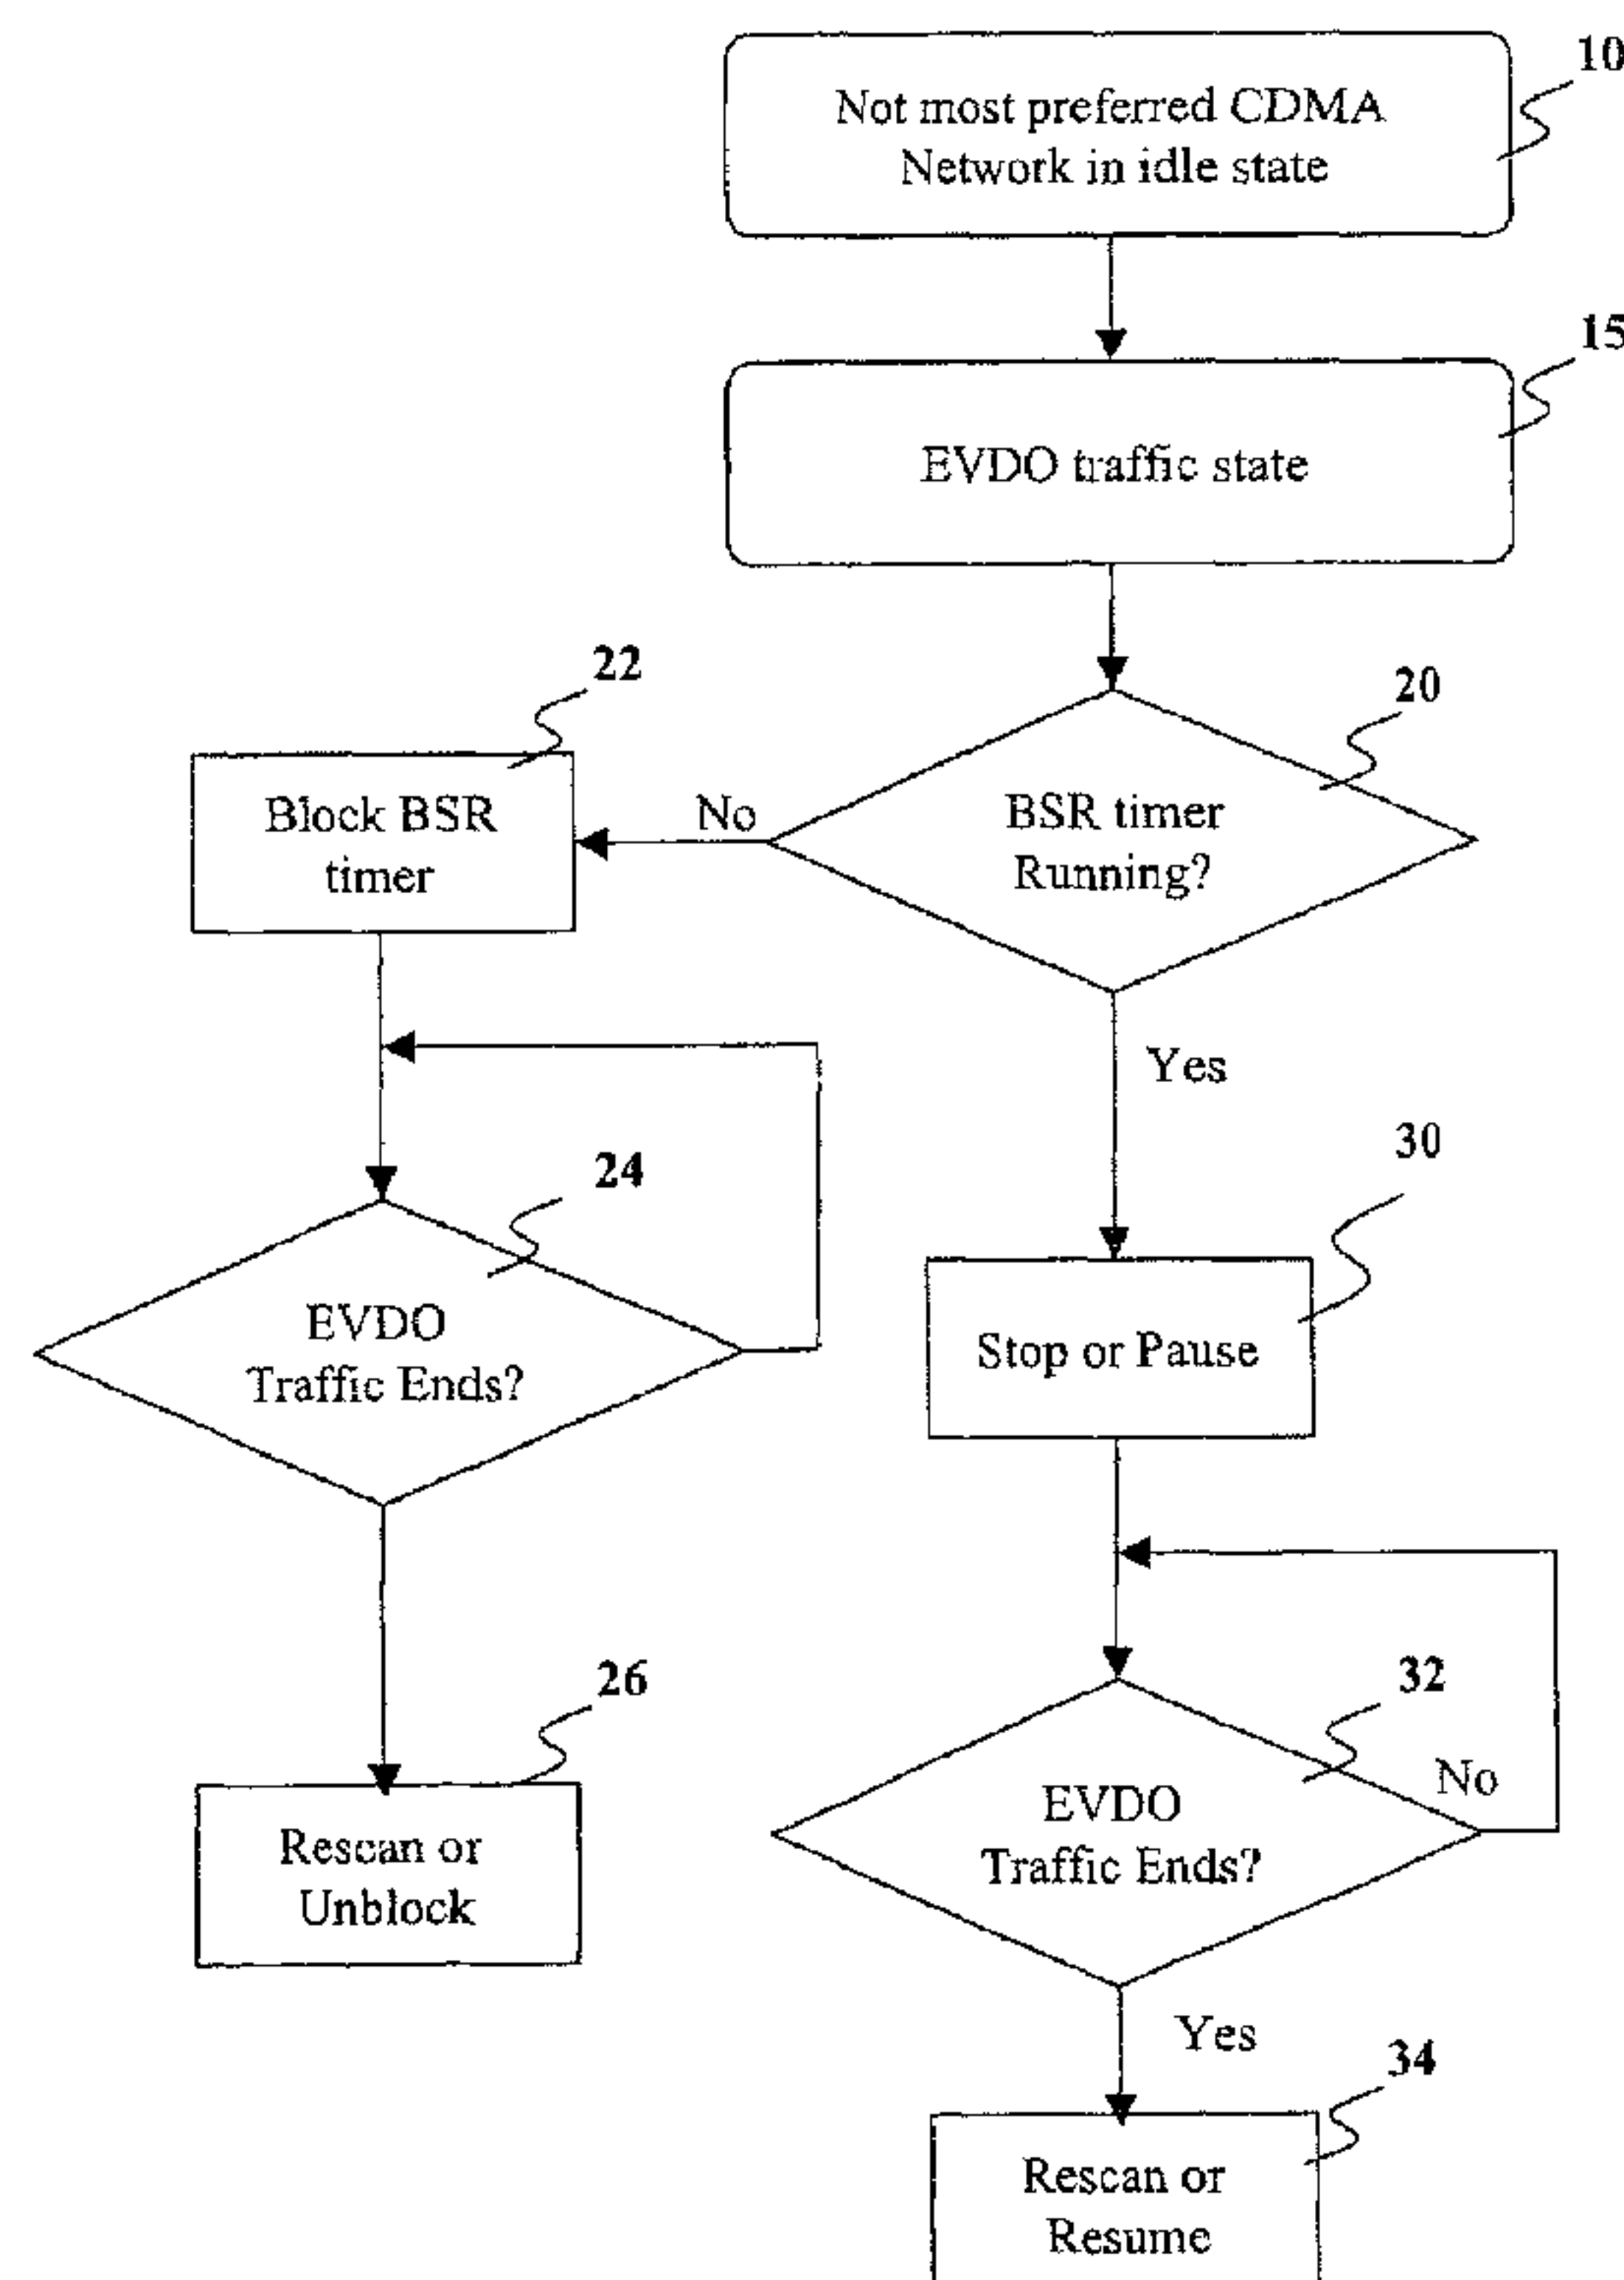 10
Not most preferred CDMA
Network in idle state
15
EVDO traffic state
22
20
Block BSR
timer
No
BSR timer
Running?
Yes
30
24
EVDO
Traffic Ends?
Stop or Pause
26
32
No
Rescan or
Unblock
EVDO
Traffic Ends?
Yes
34
Rescan or
Resume